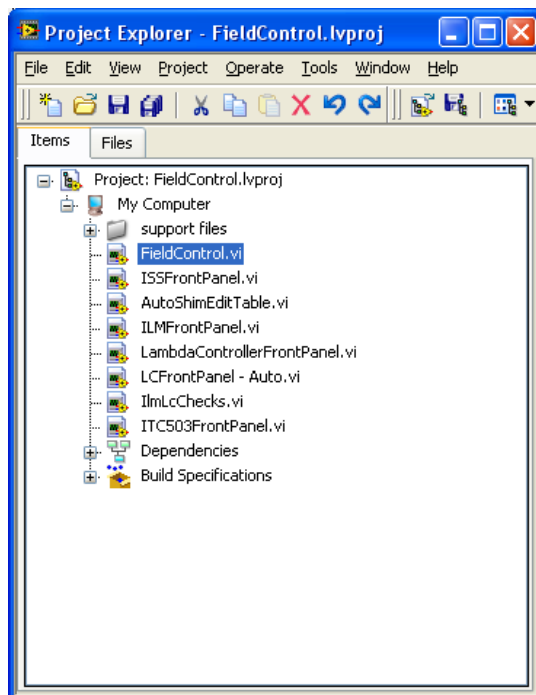 Project Explorer - FieldControl.lvproj
File Edit View Project Operate Tools Window Help
Items Files
Project: FieldControl.lvproj
My Computer
support files
FieldControl.vi
ISSFrontPanel.vi
AutoShimEditTable.vi
ILMFrontPanel.vi
LambdaControllerFrontPanel.vi
LCFrontPanel - Auto.vi
IlmLcChecks.vi
ITC503FrontPanel.vi
Dependencies
Build Specifications